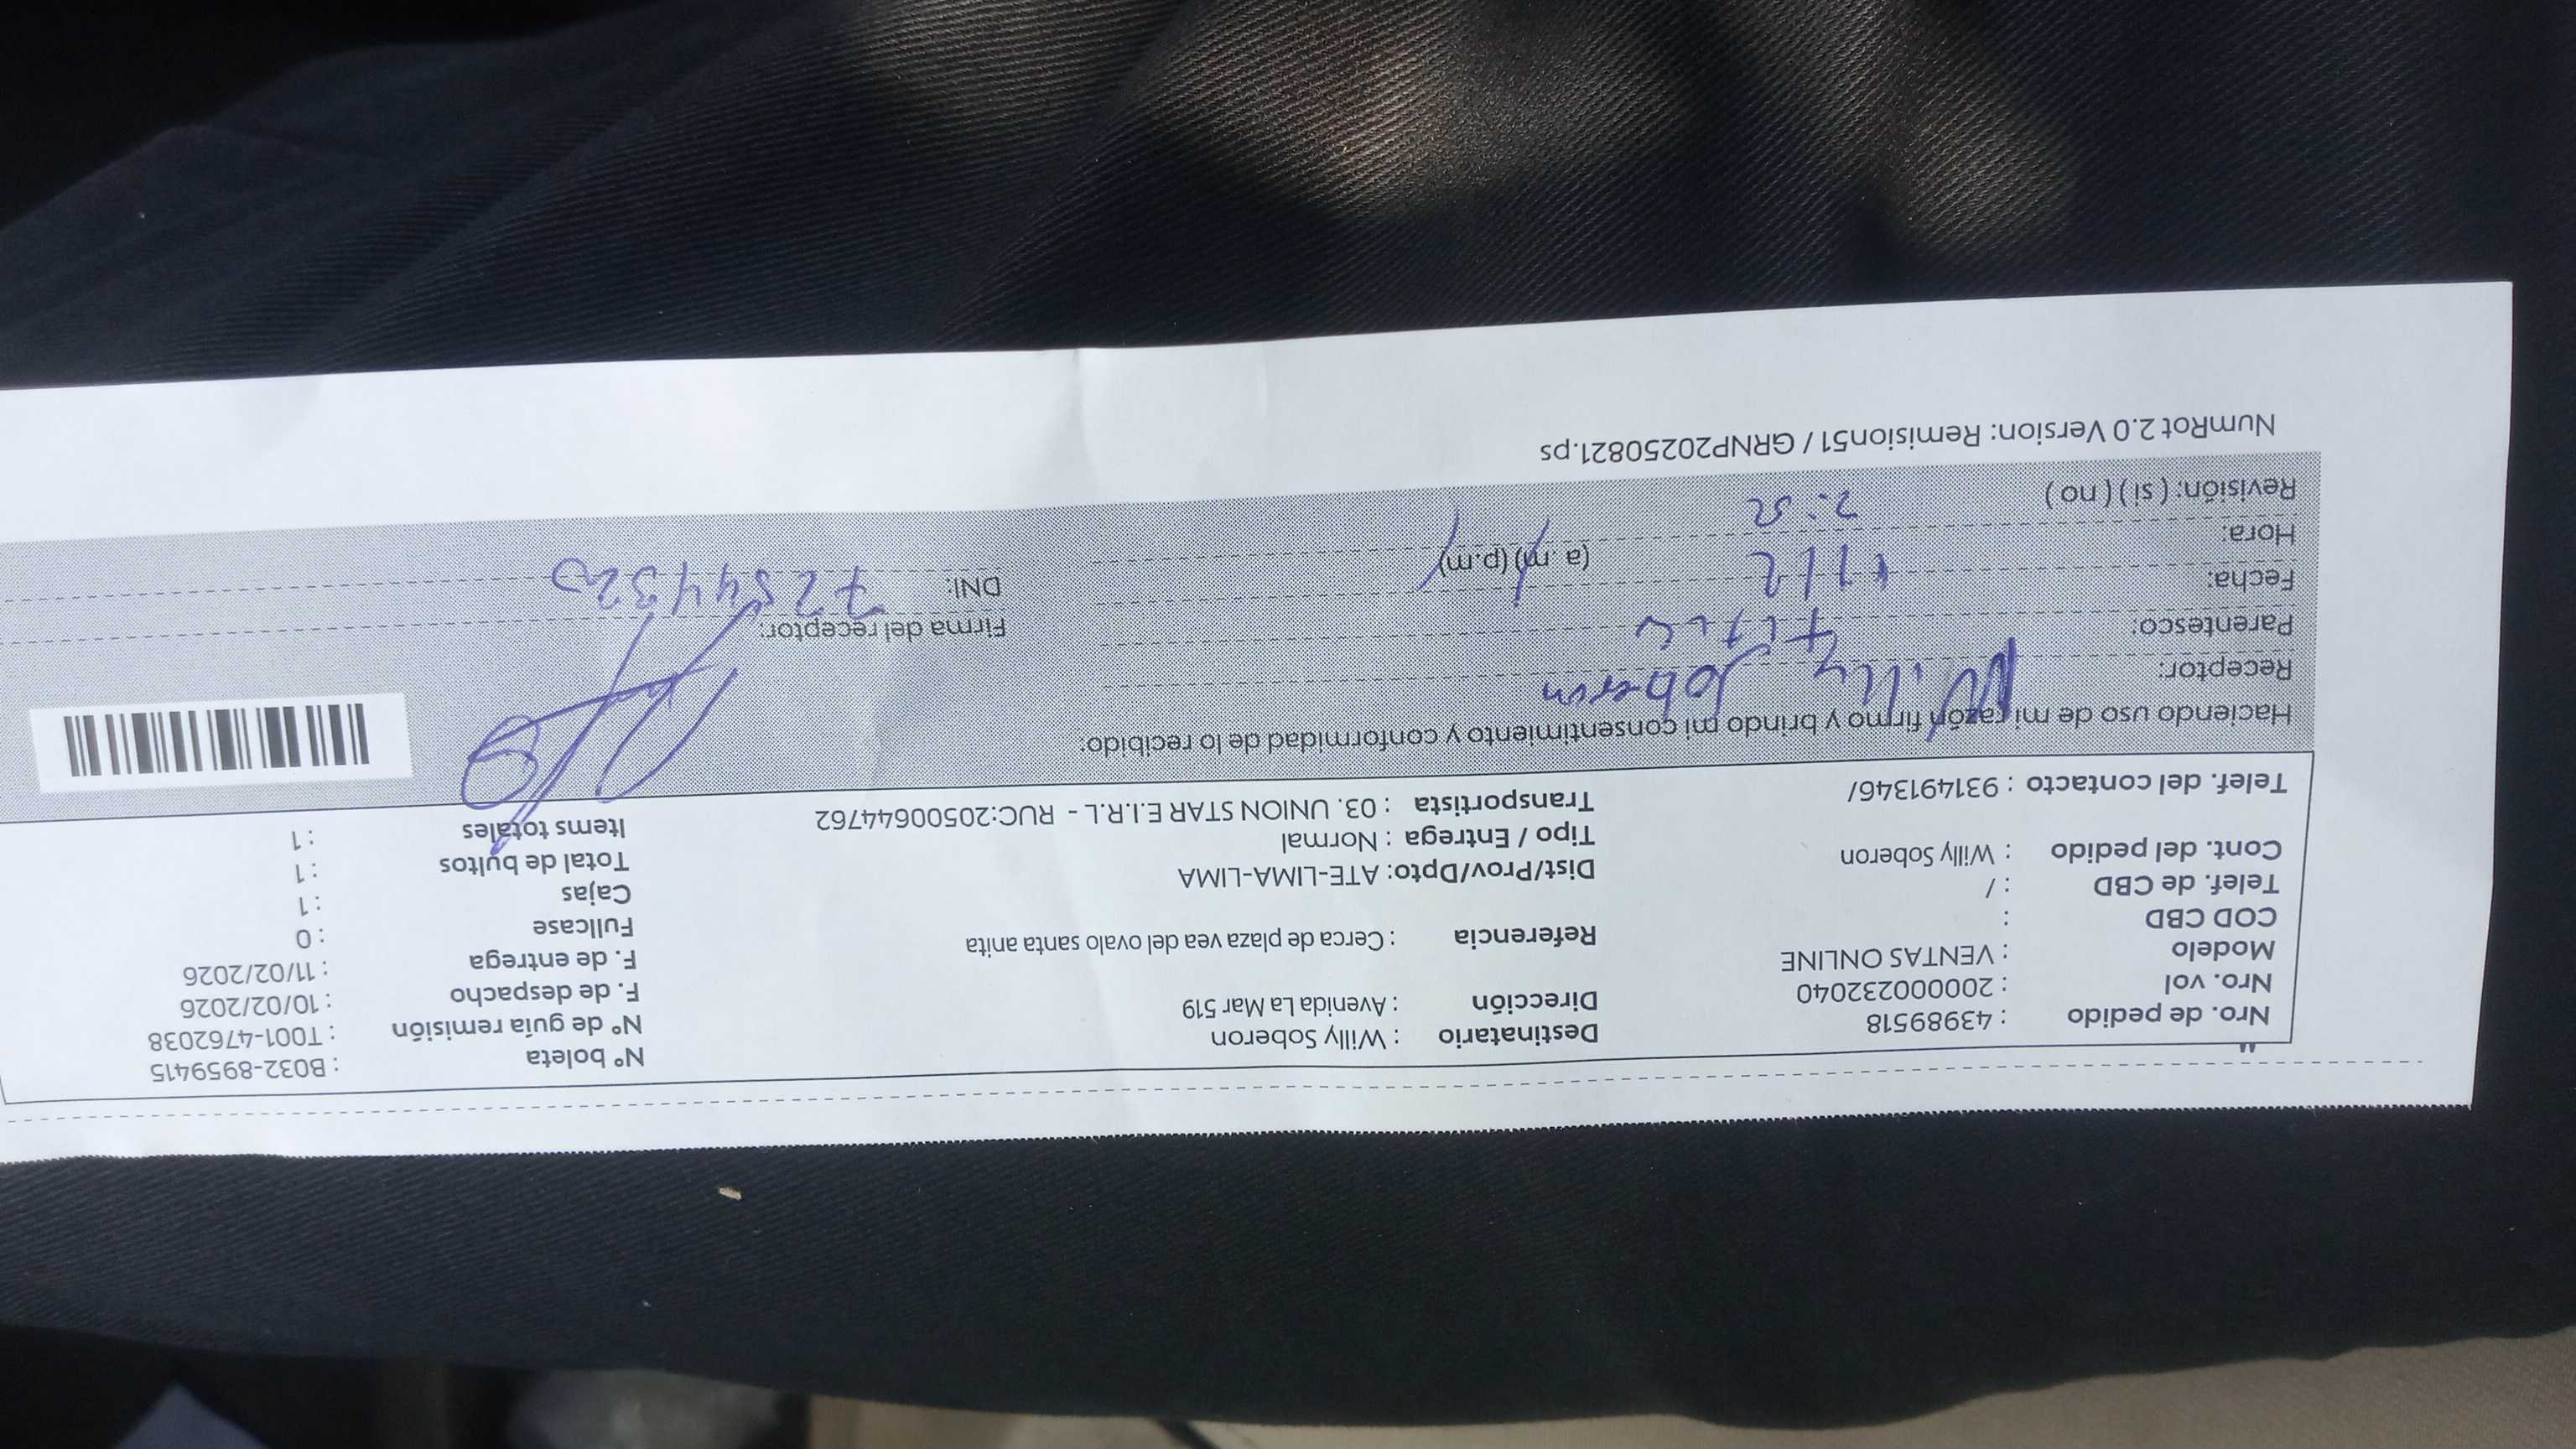 Nro. de pedido : 43989518
Nro. vol : 2000002320 40
Modelo : VENTAS ONLINE
COD CBD :
Telef. de CBD : /
Cont. del pedido : Willy Soberon
Telef. del contacto : 931491346/
Destinatario : Willy Soberon
Dirección : Avenida La Mar 519
Referencia : Cerca de plaza vea del ovalo santa anita
Dist/Prov/Dpto: ATE-LIMA-LIMA
Tipo / Entrega : Normal
Transportista : 03. UNION STAR E.I.R.L - RUC:20500644762
N° boleta : B032-8959415
N° de guía remisión : T001-4762038
F. de despacho : 10/02/2026
F. de entrega : 11/02/2026
Fullcase : 0
Cajas : 1
Total de bultos : 1
Items totales : 1
Haciendo uso de mi razón firmo y brindo mi consentimiento y conformidad de lo recibido:
Receptor: Willy Soberon
Parentesco:
Fecha: 11/2
Hora: 2:52 (a.m) (p.m)
Revisión: ( si ) ( no )
Firma del receptor:
DNI: 72544320
NumRot 2.0 Version: Remision51 / GRNP20250821.ps